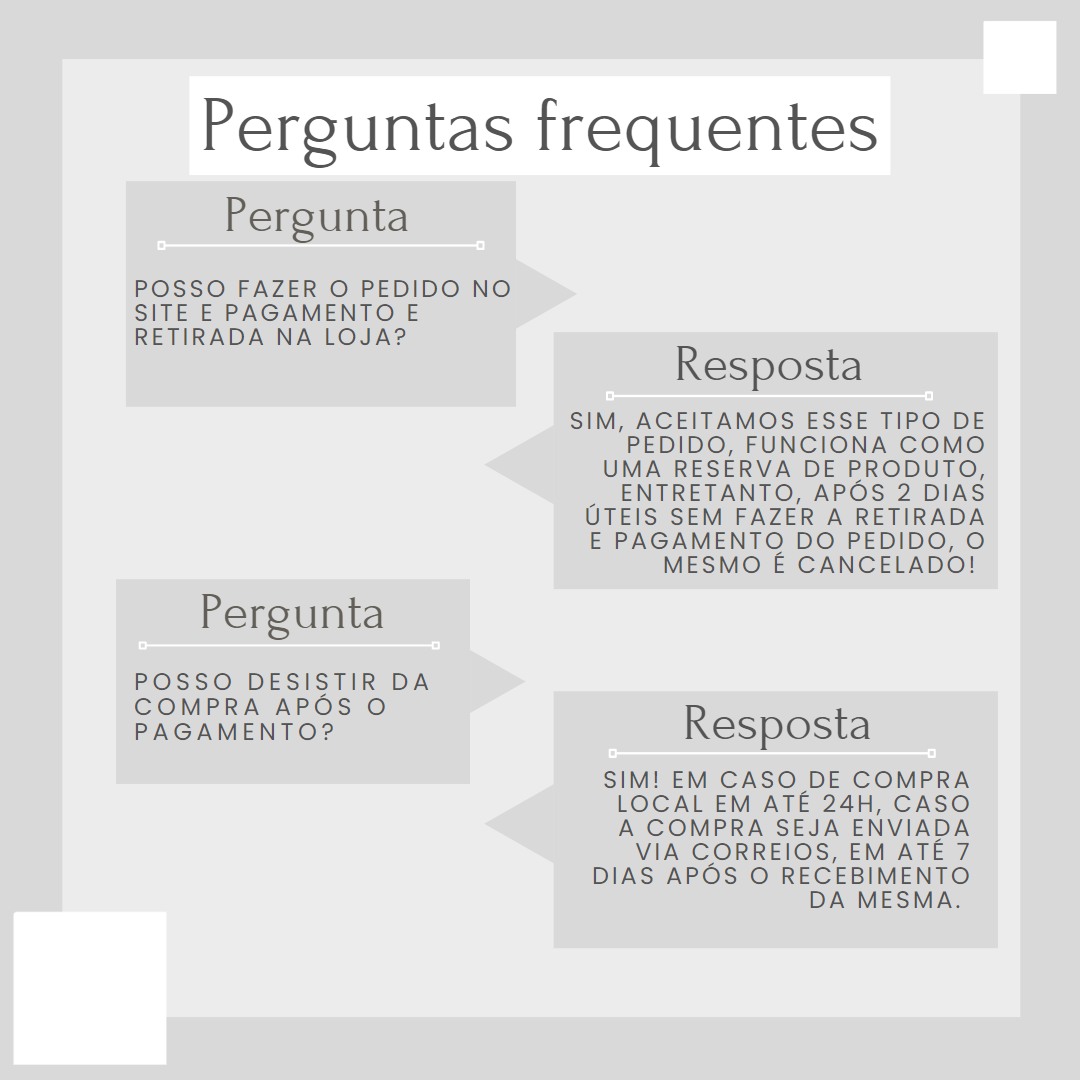 Perguntas frequentes
Pergunta
POSSO FAZER O PEDIDO NO
SITE E PAGAMENTO E
RETIRADA NA LOJA?
Resposta
SIM, ACEITAMOS ESSE TIPO DE
PEDIDO, FUNCIONA COMO
UMA RESERVA DE PRODUTO,
ENTRETANTO, APÓS 2 DIAS
ÚTEIS SEM FAZER A RETIRADA
E PAGAMENTO DO PEDIDO, O
MESMO É CANCELADO!
Pergunta
POSSO DESISTIR DA
COMPRA APÓS O
PAGAMENTO?
Resposta
SIM! EM CASO DE COMPRA
LOCAL EM ATÉ 24H, CASO
A COMPRA SEJA ENVIADA
VIA CORREIOS, EM ATÉ 7
DIAS APÓS O RECEBIMENTO
DA MESMA.